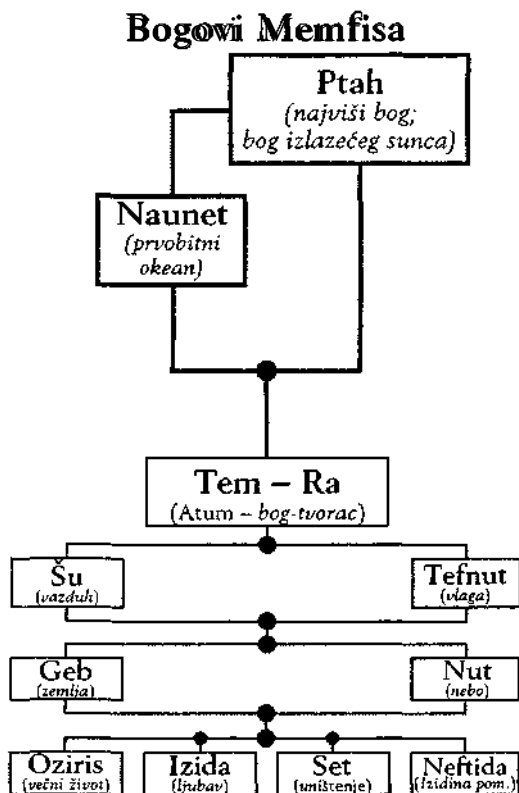 Bogovi Memfisa
Ptah
(najviši bog;
bog izlazećeg sunca)
Naunet
(prvobitni
okean)
Tem – Ra
(Atum – bog-tvorac)
Šu
(vazduh)
Tefnut
(vlaga)
Geb
(zemlja)
Nut
(nebo)
Oziris
(večni život)
Izida
(ljubav)
Set
(uništenje)
Neftida
(Izidina pom.)